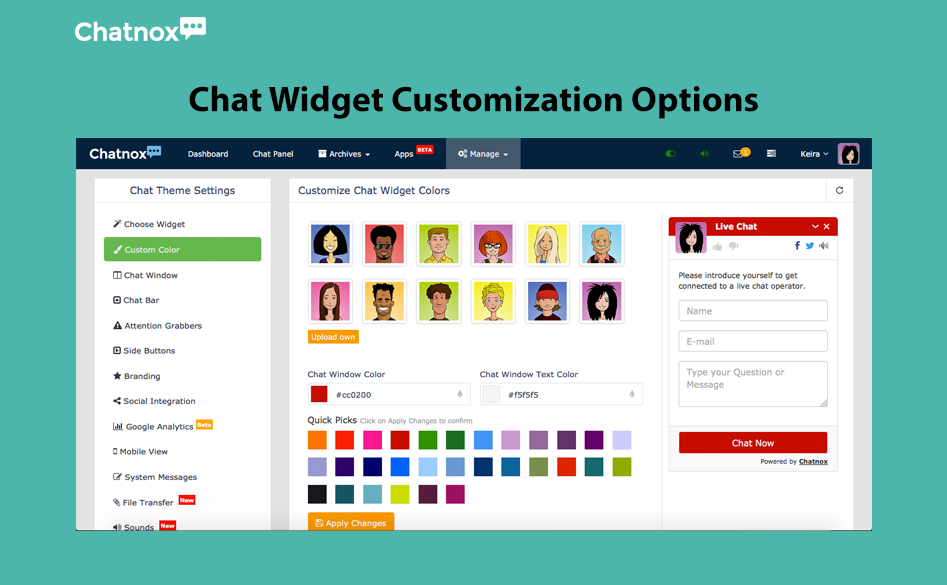 Chatnox
Chat Widget Customization Options
Chatnox Dashboard Chat Panel Archives Apps BETA Manage 1 Keira
Chat Theme Settings
Choose Widget
Custom Color
Chat Window
Chat Bar
Attention Grabbers
Side Buttons
Branding
Social Integration
Google Analytics Beta
Mobile View
System Messages
File Transfer New
Sounds New
Customize Chat Widget Colors
Upload own
Chat Window Color
#cc0200
Chat Window Text Color
#f5f5f5
Quick Picks Click on Apply Changes to confirm
Apply Changes
Live Chat
Please introduce yourself to get
connected to a live chat operator.
Name
E-mail
Type your Question or
Message
Chat Now
Powered by Chatnox